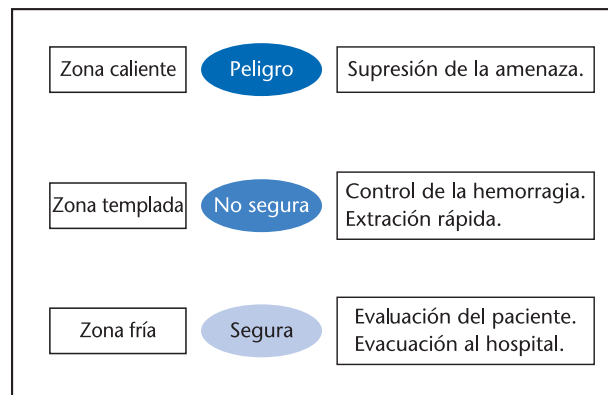 Zona caliente
Peligro
Supresión de la amenaza.
Zona templada
No segura
Control de la hemorragia.
Extracción rápida.
Zona fría
Segura
Evaluación del paciente.
Evacuación al hospital.